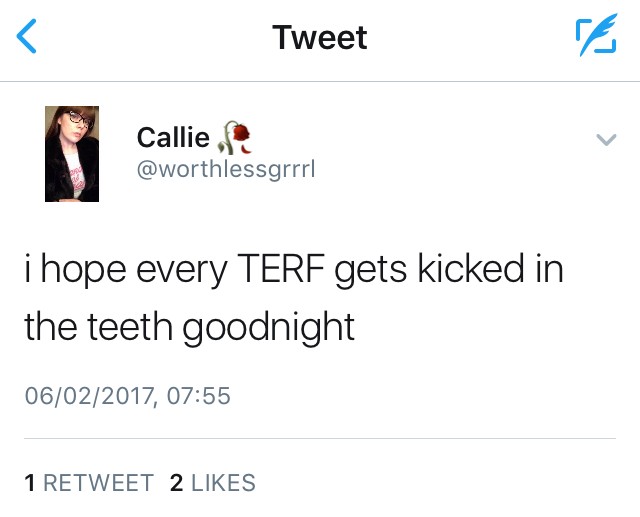 Tweet
Callie 🥀
@worthlessgrrrl
i hope every TERF gets kicked in
the teeth goodnight
06/02/2017, 07:55
1 RETWEET 2 LIKES